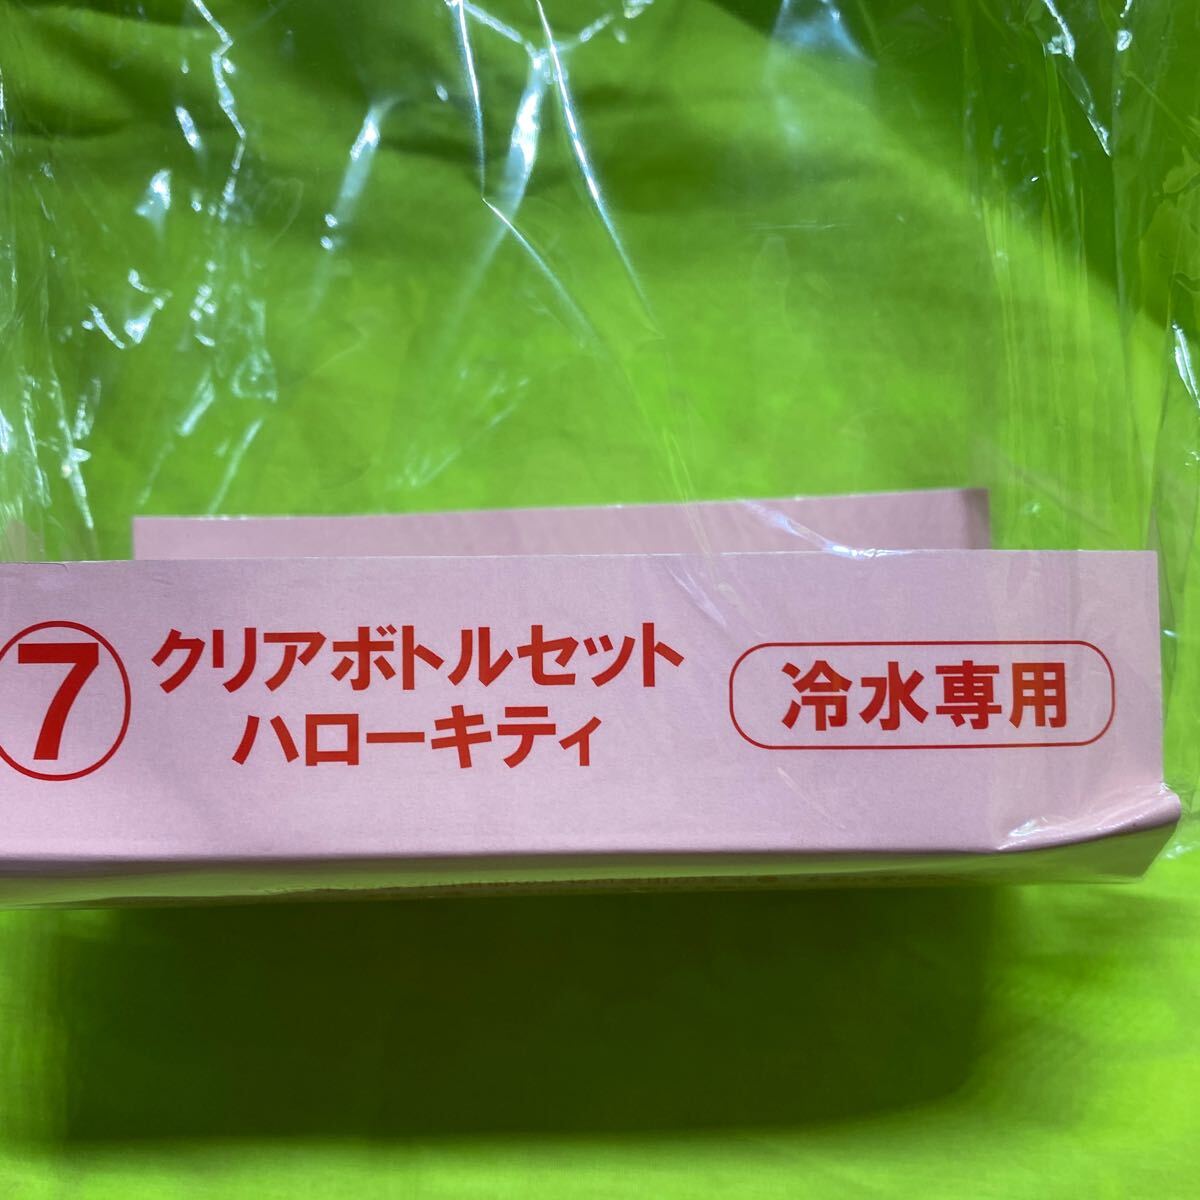 ⑦ クリアボトルセット
ハローキティ
冷水専用